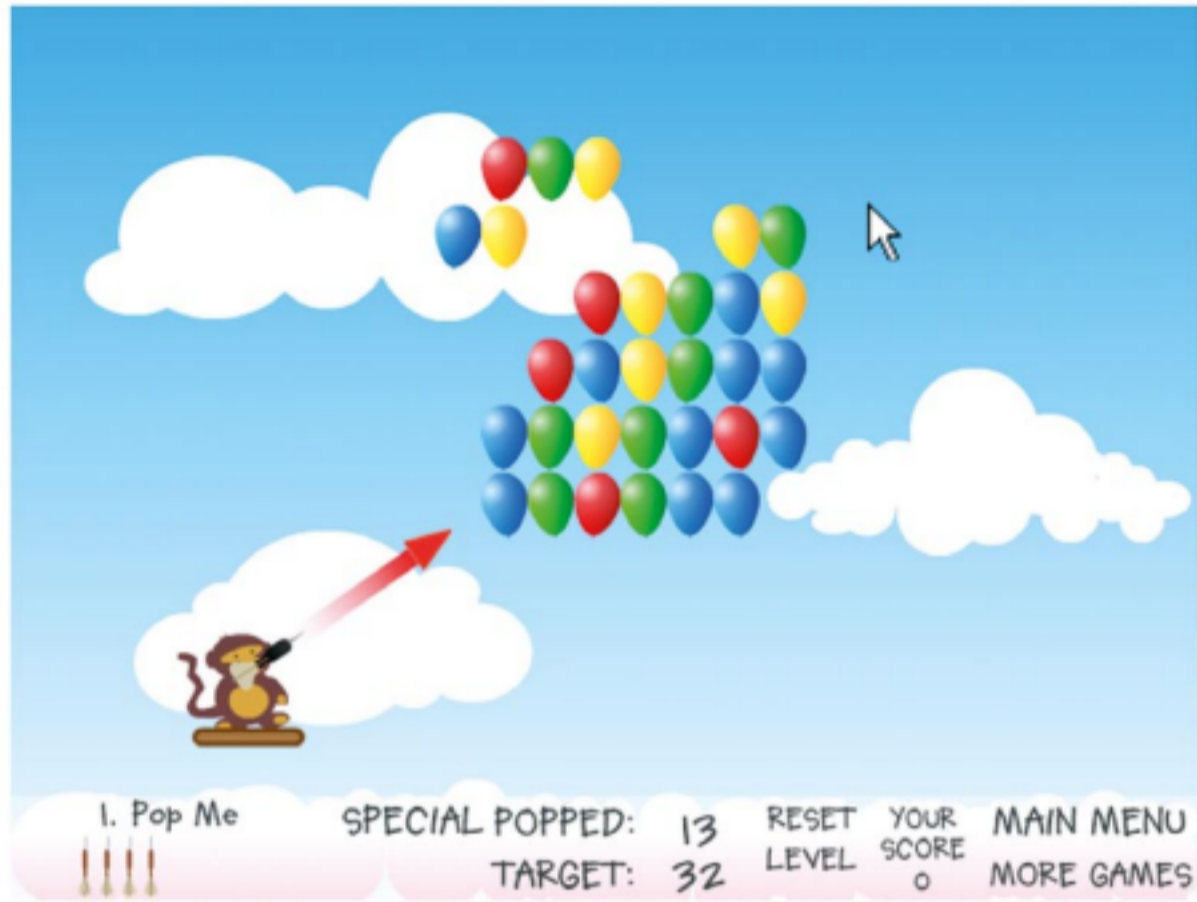 1. Pop Me
SPECIAL POPPED: 13
TARGET: 32
RESET
LEVEL
YOUR
SCORE
0
MAIN MENU
MORE GAMES